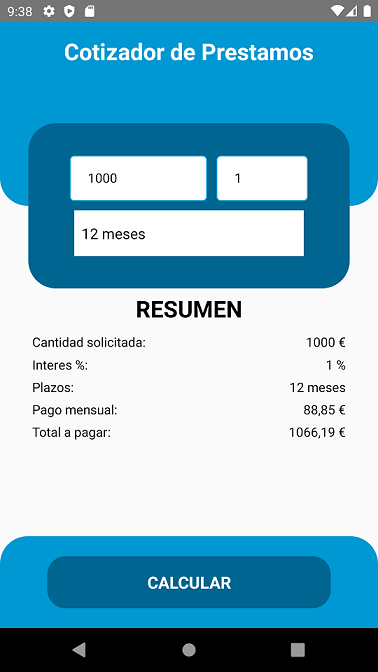 9:38
Cotizador de Prestamos
1000 1
12 meses
RESUMEN
Cantidad solicitada: 1000 €
Interes %: 1 %
Plazos: 12 meses
Pago mensual: 88,85 €
Total a pagar: 1066,19 €
CALCULAR